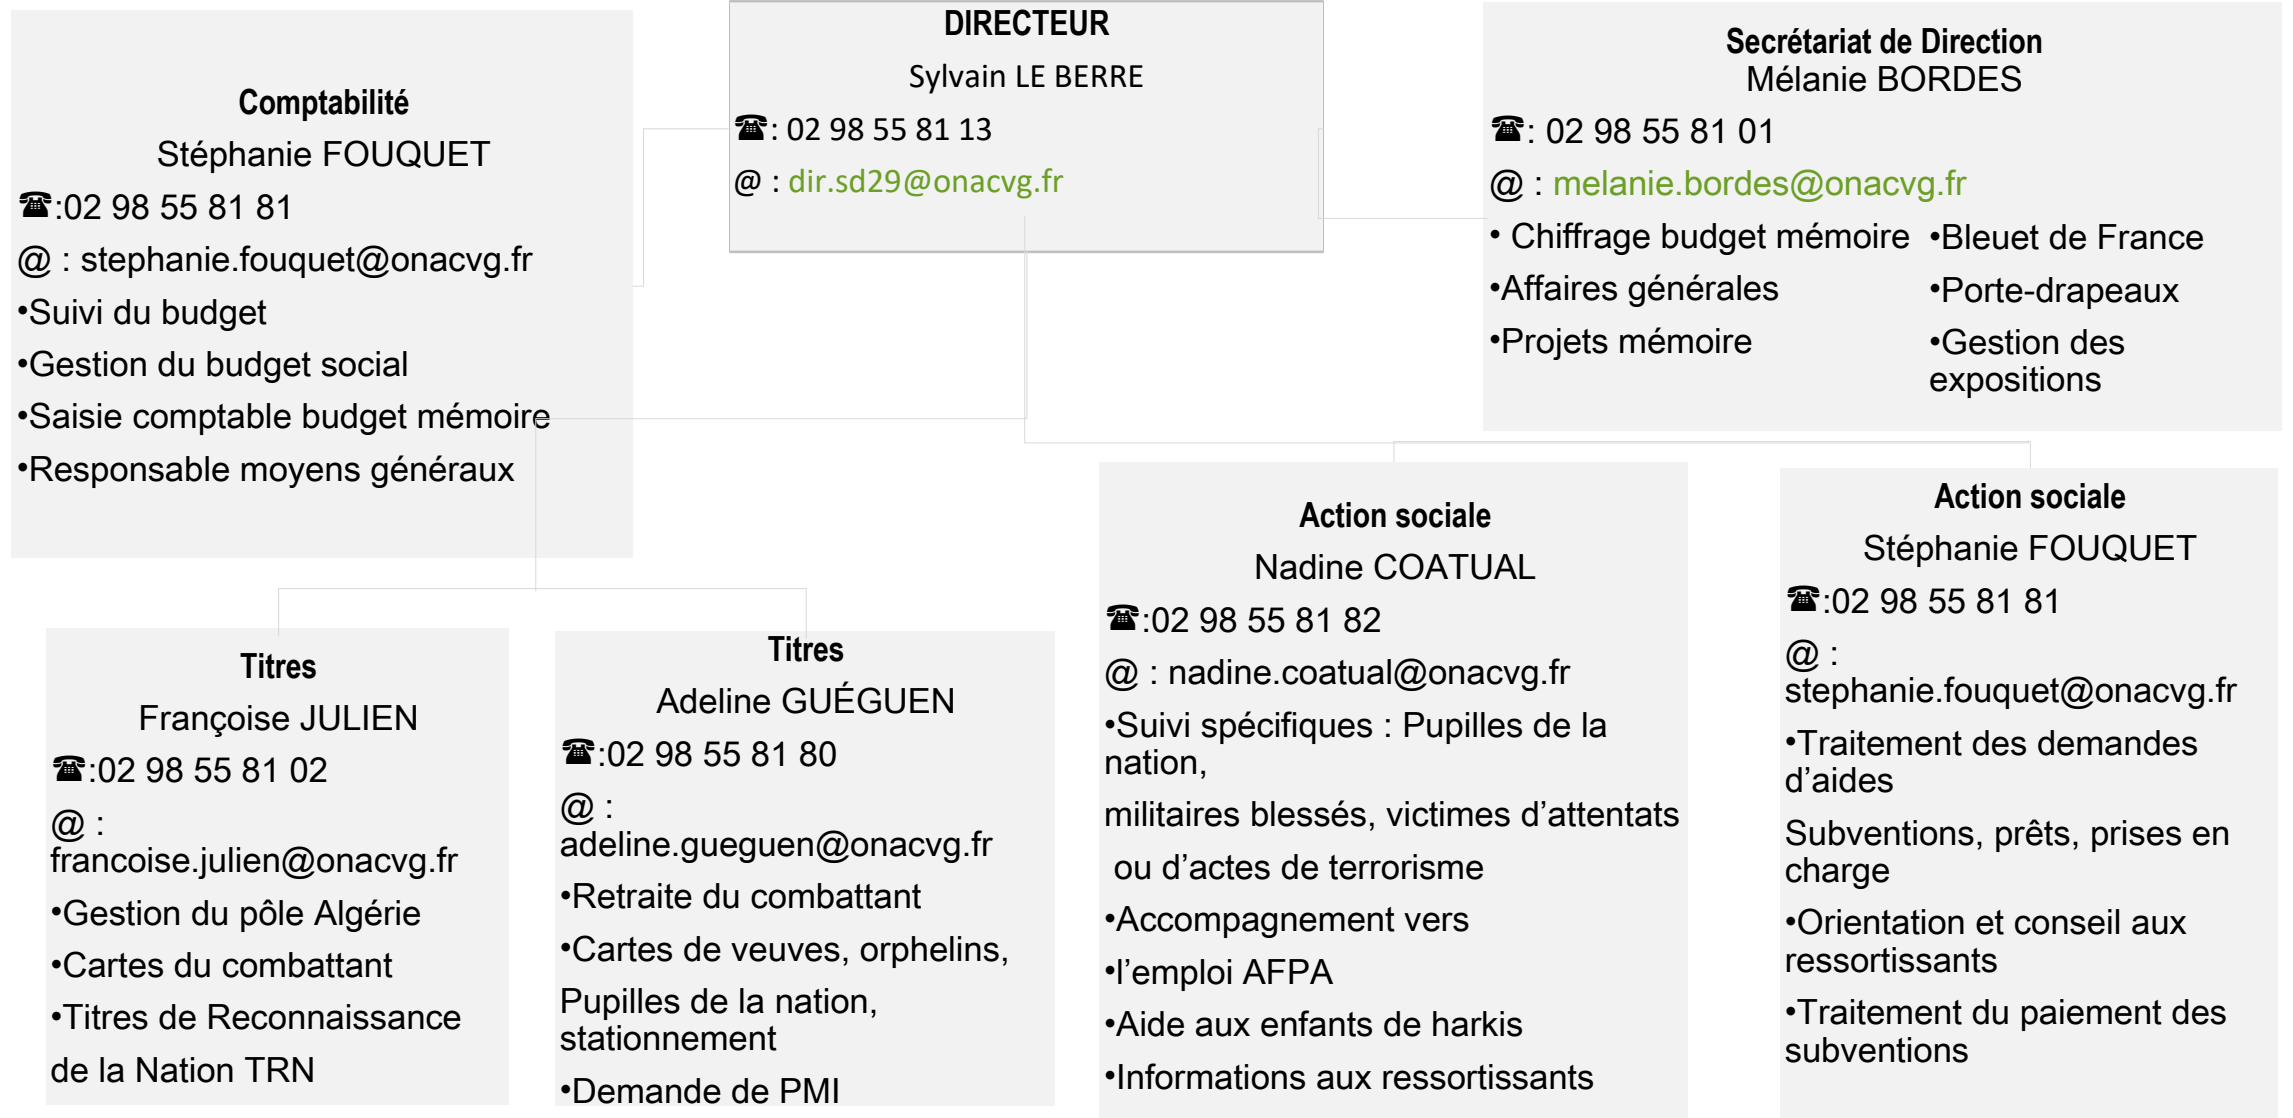 Comptabilité
Stéphanie FOUQUET
☎:02 98 55 81 81
@ : stephanie.fouquet@onacvg.fr
•Suivi du budget
•Gestion du budget social
•Saisie comptable budget mémoire
•Responsable moyens généraux
DIRECTEUR
Sylvain LE BERRE
☎: 02 98 55 81 13
@ : dir.sd29@onacvg.fr
Secrétariat de Direction
Mélanie BORDES
☎: 02 98 55 81 01
@ : melanie.bordes@onacvg.fr
• Chiffrage budget mémoire
•Affaires générales
•Projets mémoire
•Bleuet de France
•Porte-drapeaux
•Gestion des
expositions
Titres
Françoise JULIEN
☎:02 98 55 81 02
@ :
francoise.julien@onacvg.fr
•Gestion du pôle Algérie
•Cartes du combattant
•Titres de Reconnaissance
de la Nation TRN
Titres
Adeline GUÉGUEN
☎:02 98 55 81 80
@ :
adeline.gueguen@onacvg.fr
•Retraite du combattant
•Cartes de veuves, orphelins,
Pupilles de la nation,
stationnement
•Demande de PMI
Action sociale
Nadine COATUAL
☎:02 98 55 81 82
@ : nadine.coatual@onacvg.fr
•Suivi spécifiques : Pupilles de la
nation,
militaires blessés, victimes d’attentats
ou d’actes de terrorisme
•Accompagnement vers
•l’emploi AFPA
•Aide aux enfants de harkis
•Informations aux ressortissants
Action sociale
Stéphanie FOUQUET
☎:02 98 55 81 81
@ :
stephanie.fouquet@onacvg.fr
•Traitement des demandes
d’aides
Subventions, prêts, prises en
charge
•Orientation et conseil aux
ressortissants
•Traitement du paiement des
subventions